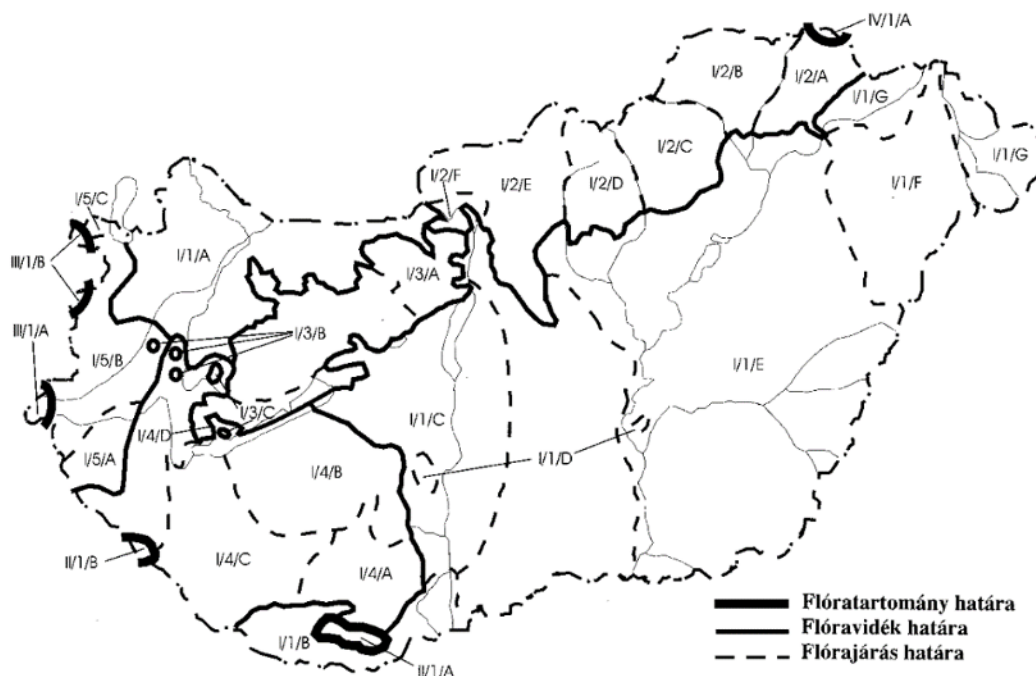 IV/1/A
I/2/B
I/2/A
I/1/G
I/2/C
I/2/F
I/2/E
I/2/D
I/1/G
I/1/F
I/5/C
I/1/A
III/1/B
I/3/A
III/1/A
I/3/B
I/5/B
I/1/E
I/3/C
I/4/D
I/1/C
I/5/A
I/4/B
I/1/D
II/1/B
I/4/C
I/4/A
I/1/B
II/1/A
Flóratartomány határa
Flóravidék határa
Flórajárás határa